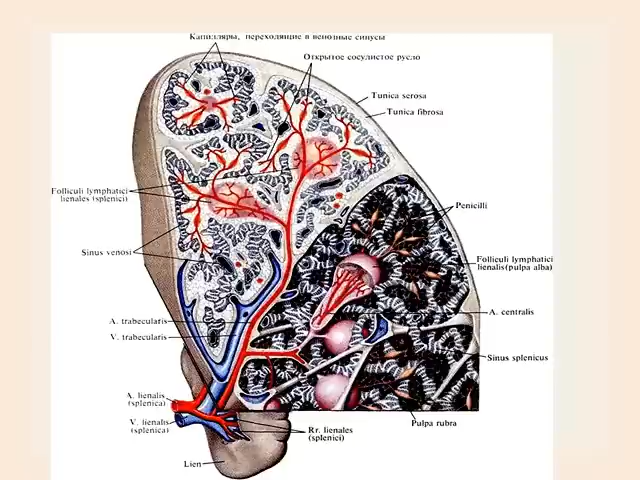 Капилляры, переходящие в венозные синусы
Открытое сосудистое русло
Tunica serosa
Tunica fibrosa
Folliculi lymphatici
lienales (splenici)
Penicilli
Sinus venosi
Folliculi lymphatici
lienalis (pulpa alba)
A. centralis
A. trabecularis
V. trabecularis
Sinus splenicus
A. lienalis
(splenica)
V. lienalis
(splenica)
Rr. lienales
(splenici)
Pulpa rubra
Lien